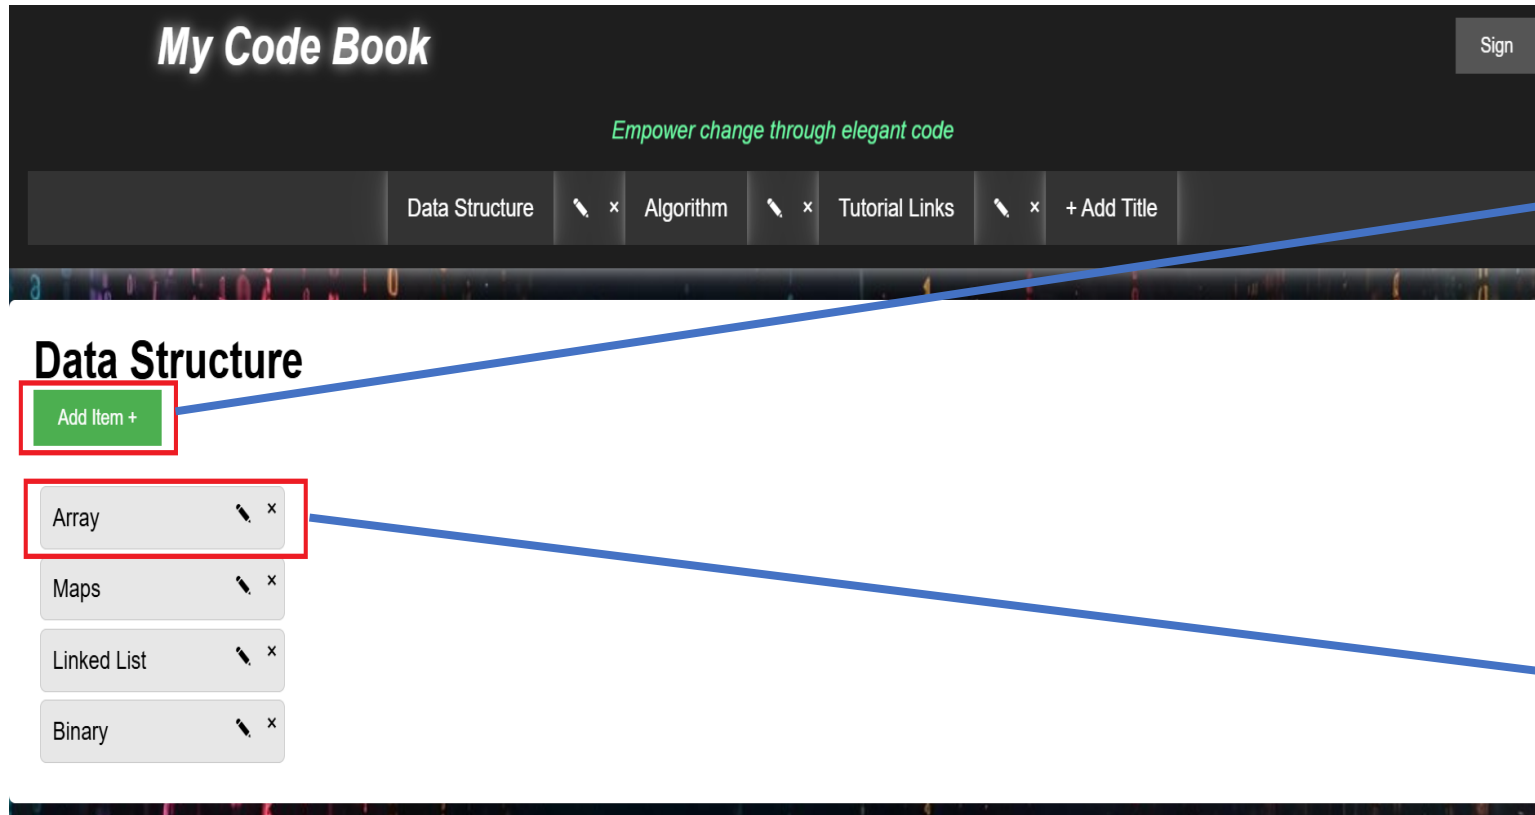 My Code Book
Sign
Empower change through elegant code
Data Structure × Algorithm × Tutorial Links × + Add Title
Data Structure
Add Item +
Array ×
Maps ×
Linked List ×
Binary ×